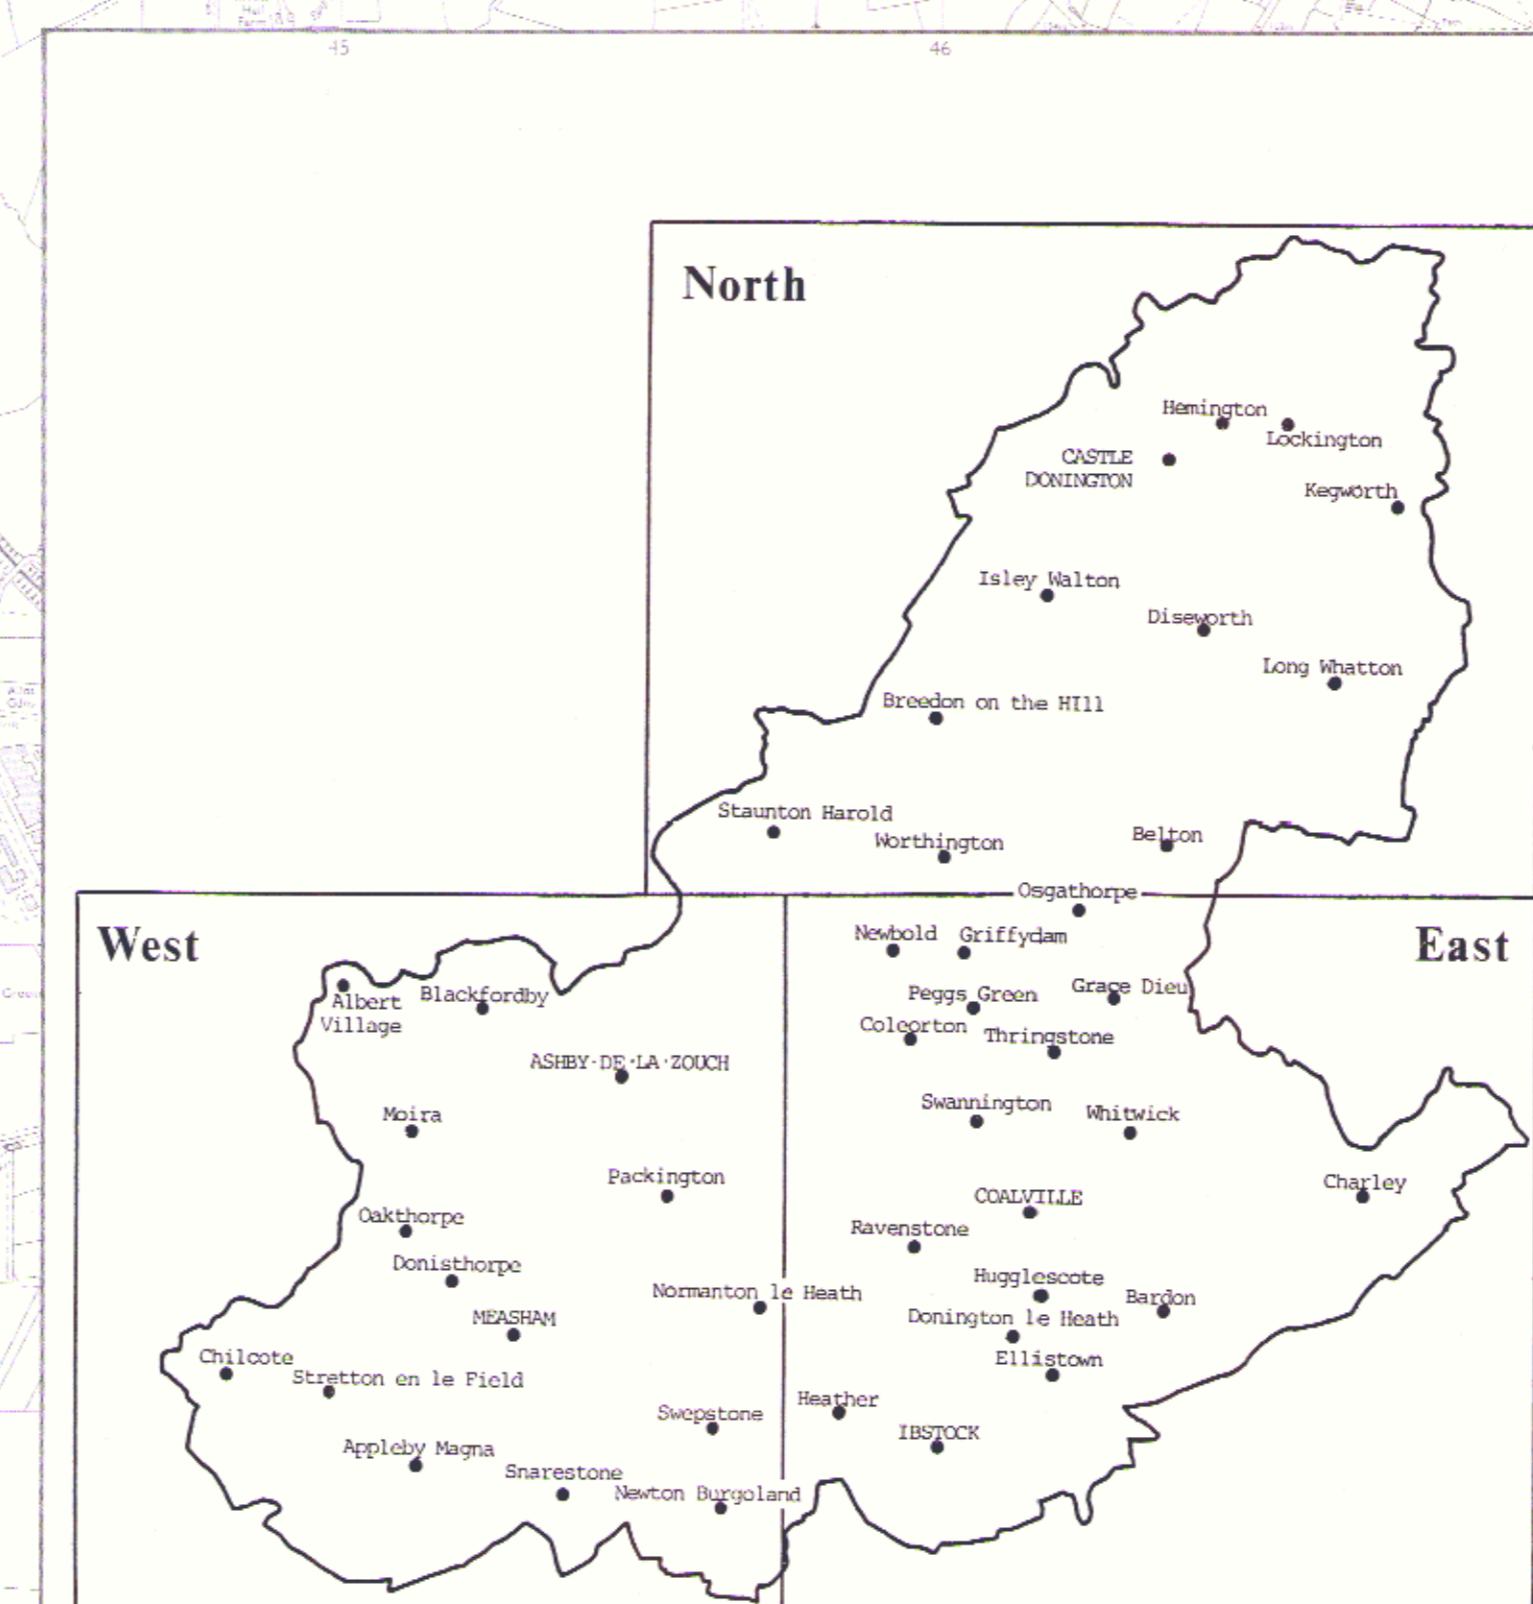 45
46
North
Hemington
Lockington
CASTLE
DONINGTON
Kegworth
Isley Walton
Diseworth
Long Whatton
Breedon on the HIll
Staunton Harold
Worthington
Belton
Osgathorpe
West
East
Newbold
Griffydam
Albert
Village
Blackfordby
Peggs Green
Grace Dieu
Coleorton
Thringstone
ASHBY-DE-LA-ZOUCH
Moira
Swannington
Whitwick
Packington
Charley
COALVILLE
Oakthorpe
Ravenstone
Donisthorpe
Hugglescote
Normanton le Heath
Bardon
MEASHAM
Donington le Heath
Chilcote
Ellistown
Stretton en le Field
Heather
Swepstone
IBSTOCK
Appleby Magna
Snarestone
Newton Burgoland